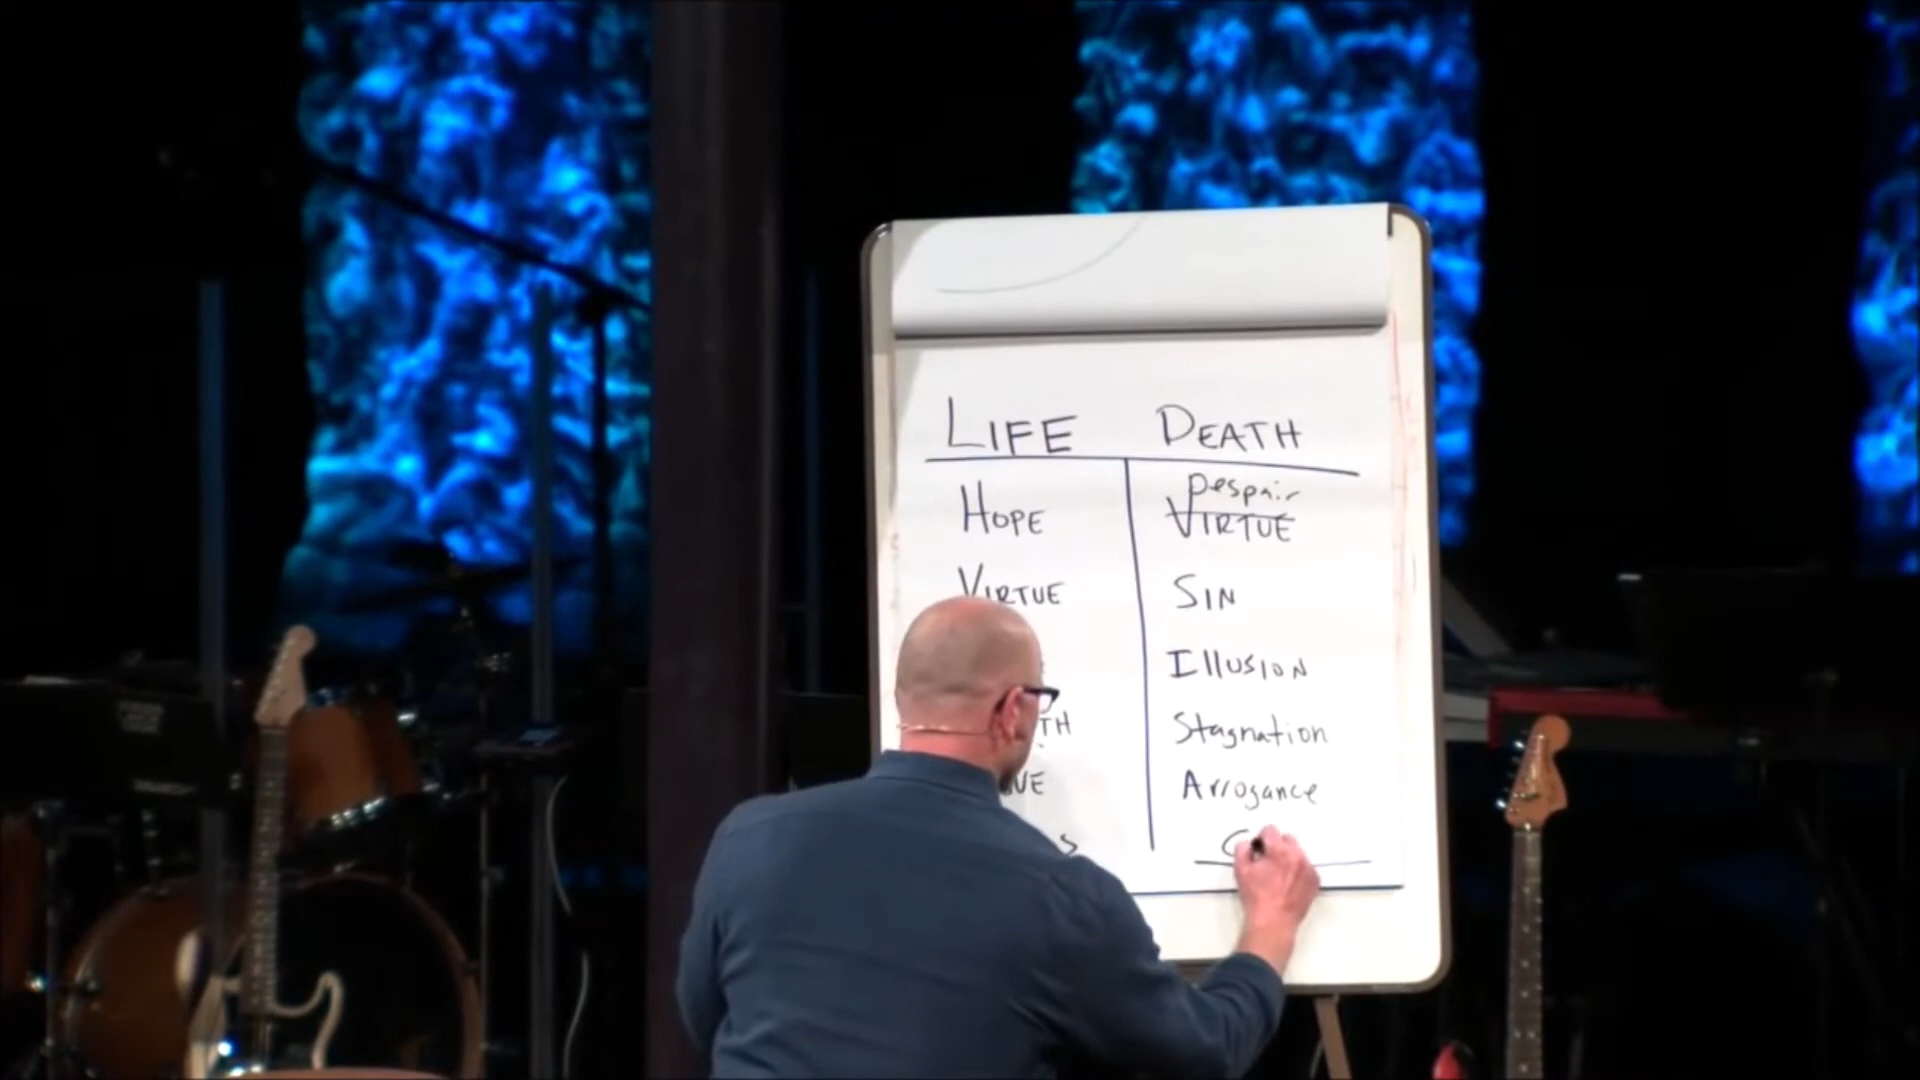 LIFE DEATH
HOPE Despair
VIRTUE
VIRTUE SIN
Illusion
Stagnation
Arrogance